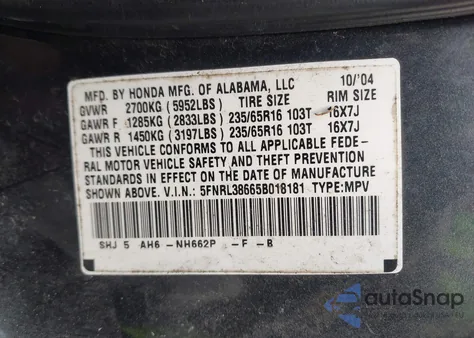 MFD. BY HONDA MFG. OF ALABAMA, LLC 10/'04
GVWR 2700KG (5952LBS) TIRE SIZE RIM SIZE
GAWR F 1285KG (2833LBS) 235/65R16 103T 16X7J
GAWR R 1450KG (3197LBS) 235/65R16 103T 16X7J
THIS VEHICLE CONFORMS TO ALL APPLICABLE FEDE-
RAL MOTOR VEHICLE SAFETY AND THEFT PREVENTION
STANDARDS IN EFFECT ON THE DATE OF MANUFACTURE
SHOWN ABOVE. V.I.N: 5FNRL38665B018181 TYPE:MPV
SHJ 5 AH6 -NH662P -F -B
autoSnap